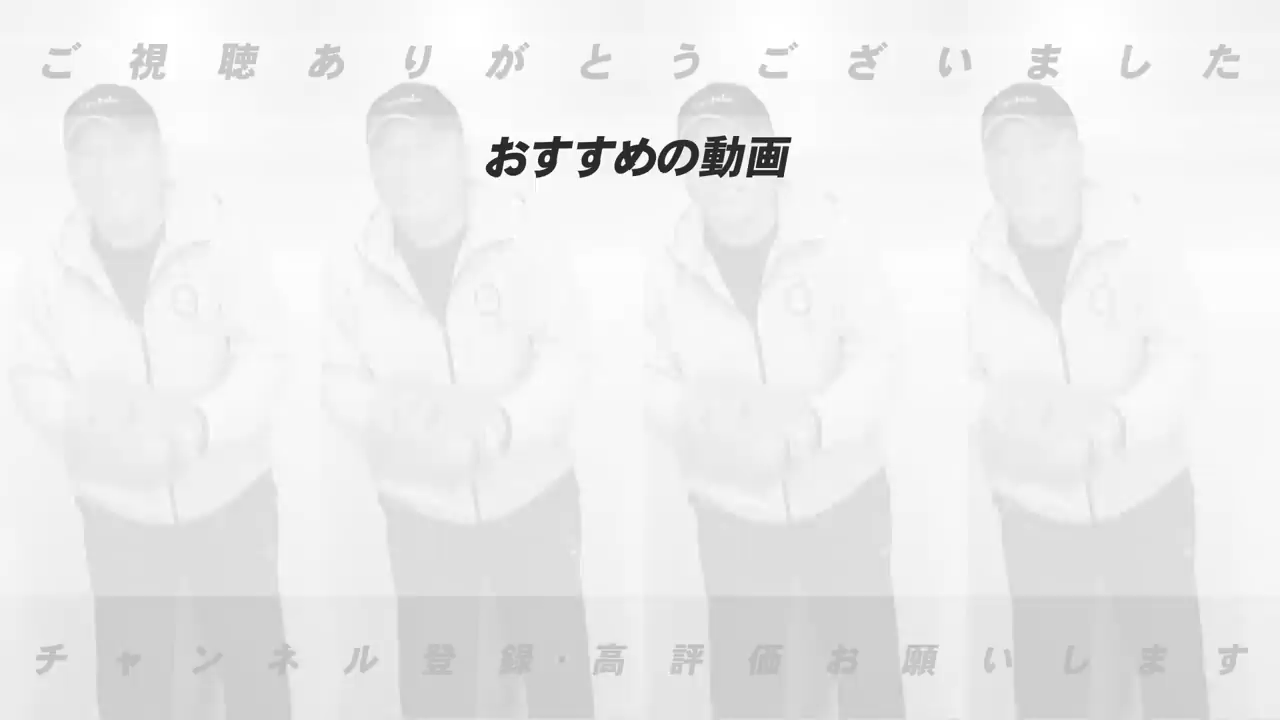 ご視聴ありがとうございました
おすすめの動画
チャンネル登録・高評価お願いします